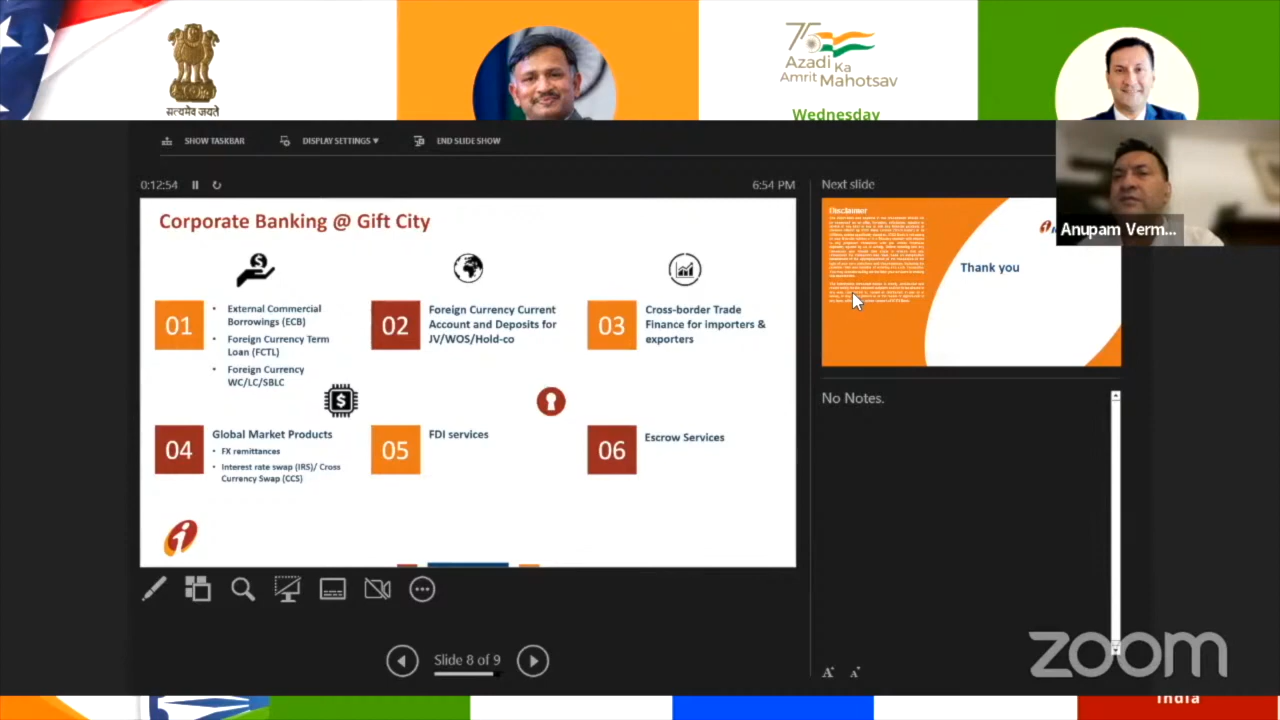 सत्यमेव जयते
75
Azadi Ka
Amrit Mahotsav
Wednesday
SHOW TASKBAR
DISPLAY SETTINGS ▾
END SLIDE SHOW
0:12:54
6:54 PM
Next slide
Corporate Banking @ Gift City
01
• External Commercial
Borrowings (ECB)
• Foreign Currency Term
Loan (FCTL)
• Foreign Currency
WC/LC/SBLC
02
Foreign Currency Current
Account and Deposits for
JV/WOS/Hold-co
03
Cross-border Trade
Finance for importers &
exporters
04
Global Market Products
• FX remittances
• Interest rate swap (IRS)/ Cross
Currency Swap (CCS)
05
FDI services
06
Escrow Services
Disclaimer
Thank you
Anupam Verm...
No Notes.
Slide 8 of 9
A A
zoom
India